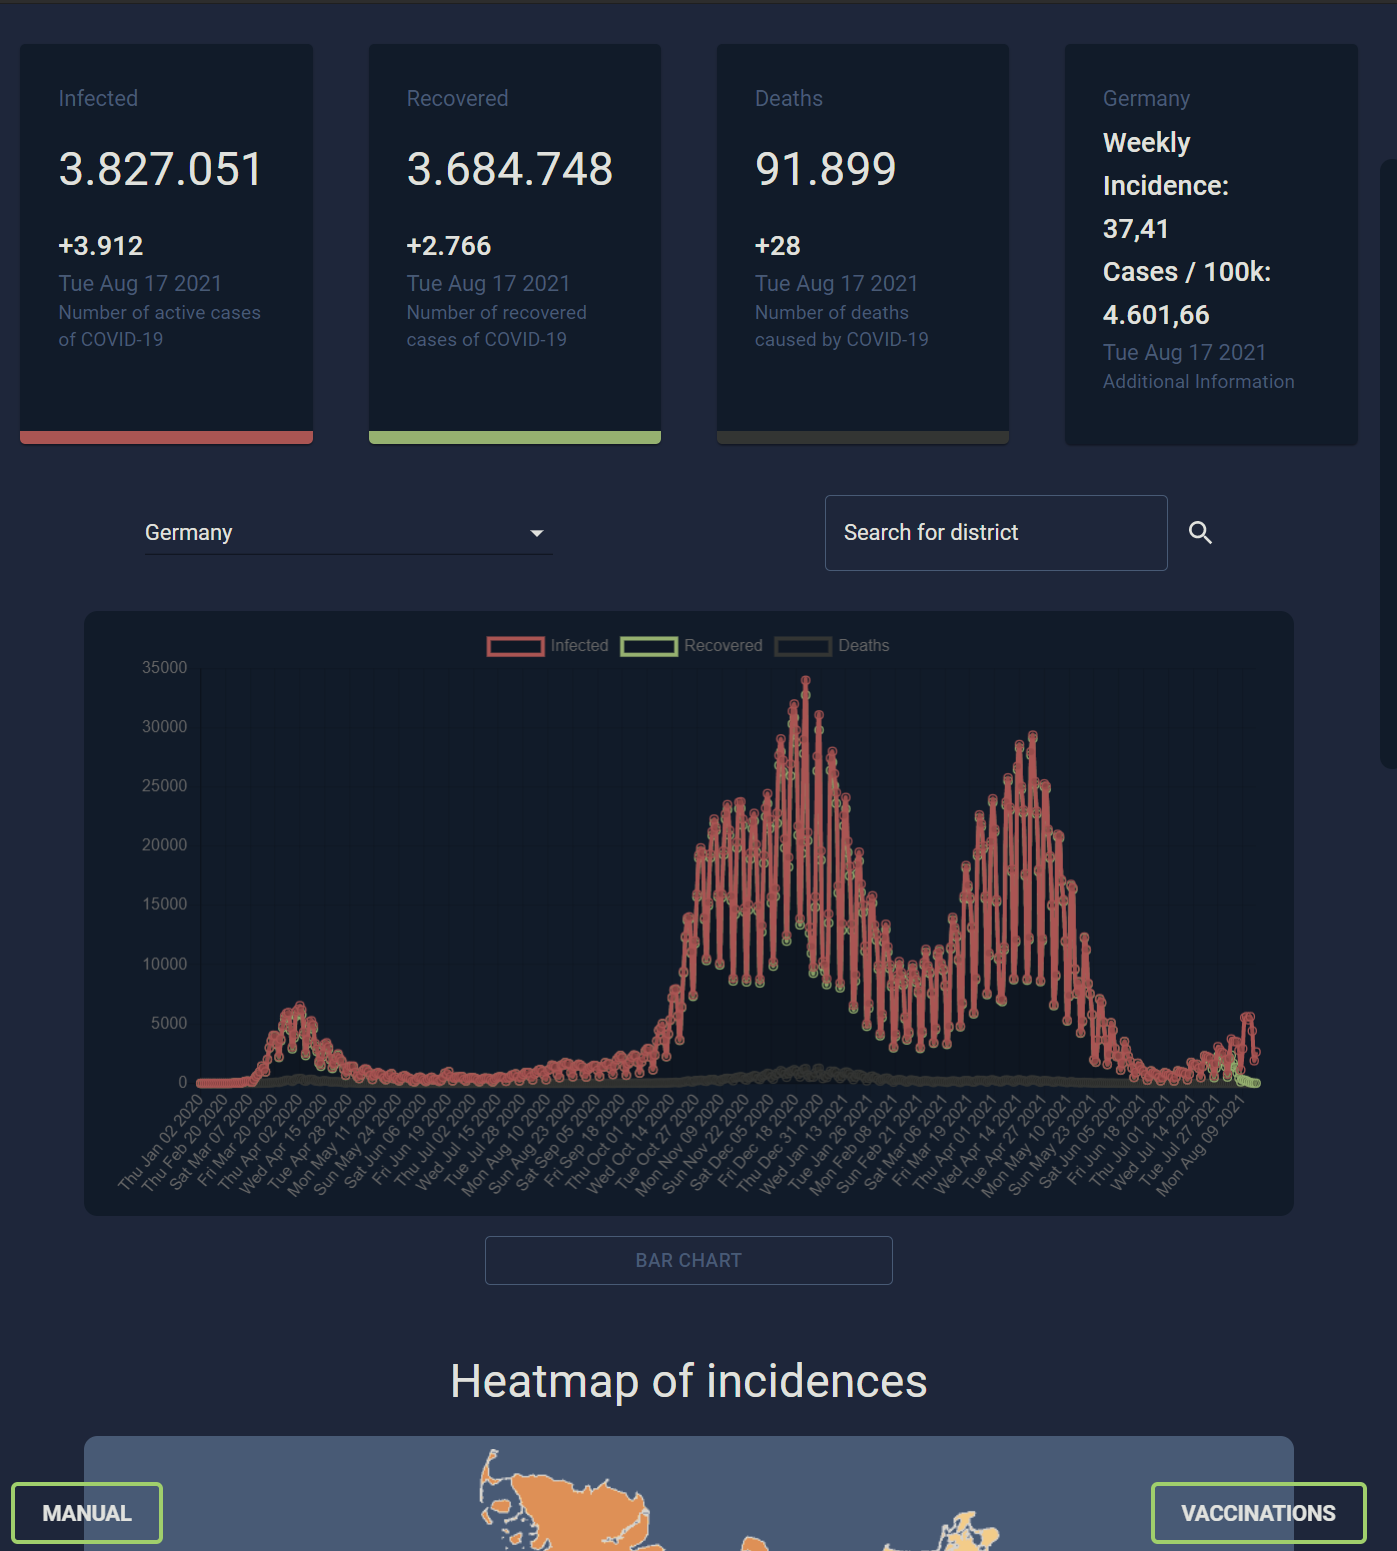 Infected
3.827.051
+3.912
Tue Aug 17 2021
Number of active cases
of COVID-19
Recovered
3.684.748
+2.766
Tue Aug 17 2021
Number of recovered
cases of COVID-19
Deaths
91.899
+28
Tue Aug 17 2021
Number of deaths
caused by COVID-19
Germany
Weekly
Incidence:
37,41
Cases / 100k:
4.601,66
Tue Aug 17 2021
Additional Information
Germany
Search for district
Infected
Recovered
Deaths
35000
30000
25000
20000
15000
10000
5000
0
Thu Jan 02 2020
Thu Feb 20 2020
Sat Mar 07 2020
Fri Mar 20 2020
Thu Apr 02 2020
Wed Apr 15 2020
Tue Apr 28 2020
Mon May 11 2020
Sun May 24 2020
Sat Jun 06 2020
Fri Jun 19 2020
Thu Jul 02 2020
Wed Jul 15 2020
Tue Jul 28 2020
Mon Aug 10 2020
Sun Aug 23 2020
Sat Sep 05 2020
Fri Sep 18 2020
Thu Oct 01 2020
Wed Oct 14 2020
Tue Oct 27 2020
Mon Nov 09 2020
Sun Nov 22 2020
Sat Dec 05 2020
Fri Dec 18 2020
Thu Dec 31 2020
Wed Jan 13 2021
Tue Jan 26 2021
Mon Feb 08 2021
Sun Feb 21 2021
Sat Mar 06 2021
Fri Mar 19 2021
Thu Apr 01 2021
Wed Apr 14 2021
Tue Apr 27 2021
Mon May 10 2021
Sun May 23 2021
Sat Jun 05 2021
Fri Jun 18 2021
Thu Jul 01 2021
Wed Jul 14 2021
Tue Jul 27 2021
Mon Aug 09 2021
BAR CHART
Heatmap of incidences
MANUAL
VACCINATIONS